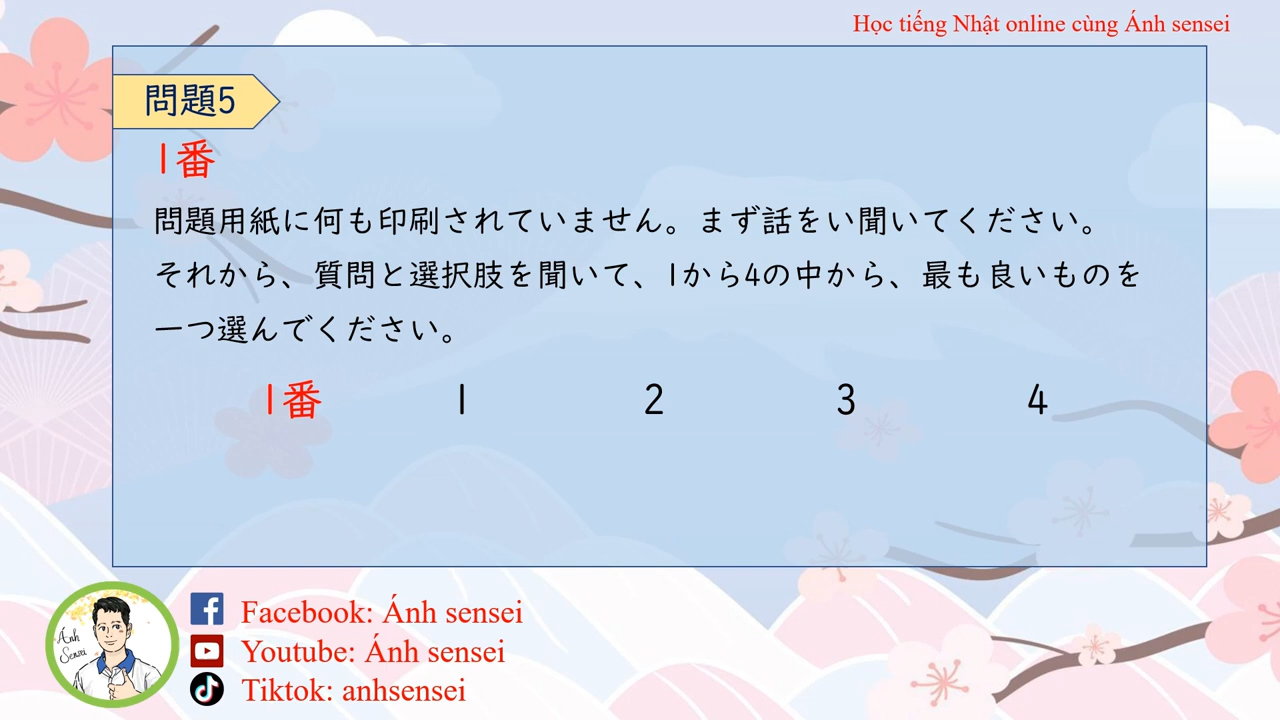 Học tiếng Nhật online cùng Ánh sensei
問題5
1番
問題用紙に何も印刷されていません。まず話をい聞いてください。
それから、質問と選択肢を聞いて、1から4の中から、最も良いものを
一つ選んでください。
1番 1 2 3 4
Ánh
Sensei
Facebook: Ánh sensei
Youtube: Ánh sensei
Tiktok: anhsensei